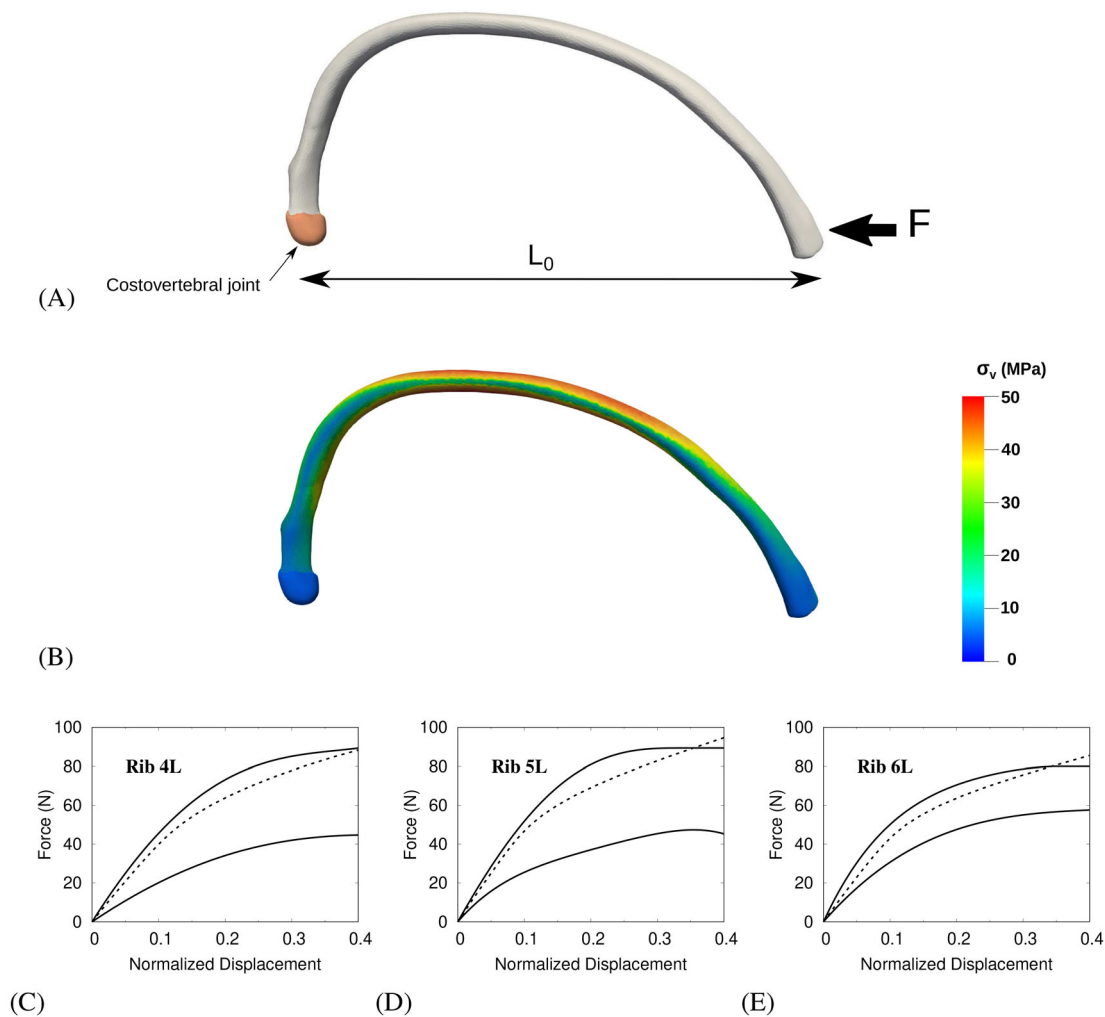 F
L₀
Costovertebral joint
(A)
σᵥ (MPa)
50
40
30
20
10
0
(B)
100
80
60
40
20
0
Force (N)
Rib 4L
0 0.1 0.2 0.3 0.4
Normalized Displacement
(C)
100
80
60
40
20
0
Force (N)
Rib 5L
0 0.1 0.2 0.3 0.4
Normalized Displacement
(D)
100
80
60
40
20
0
Force (N)
Rib 6L
0 0.1 0.2 0.3 0.4
Normalized Displacement
(E)